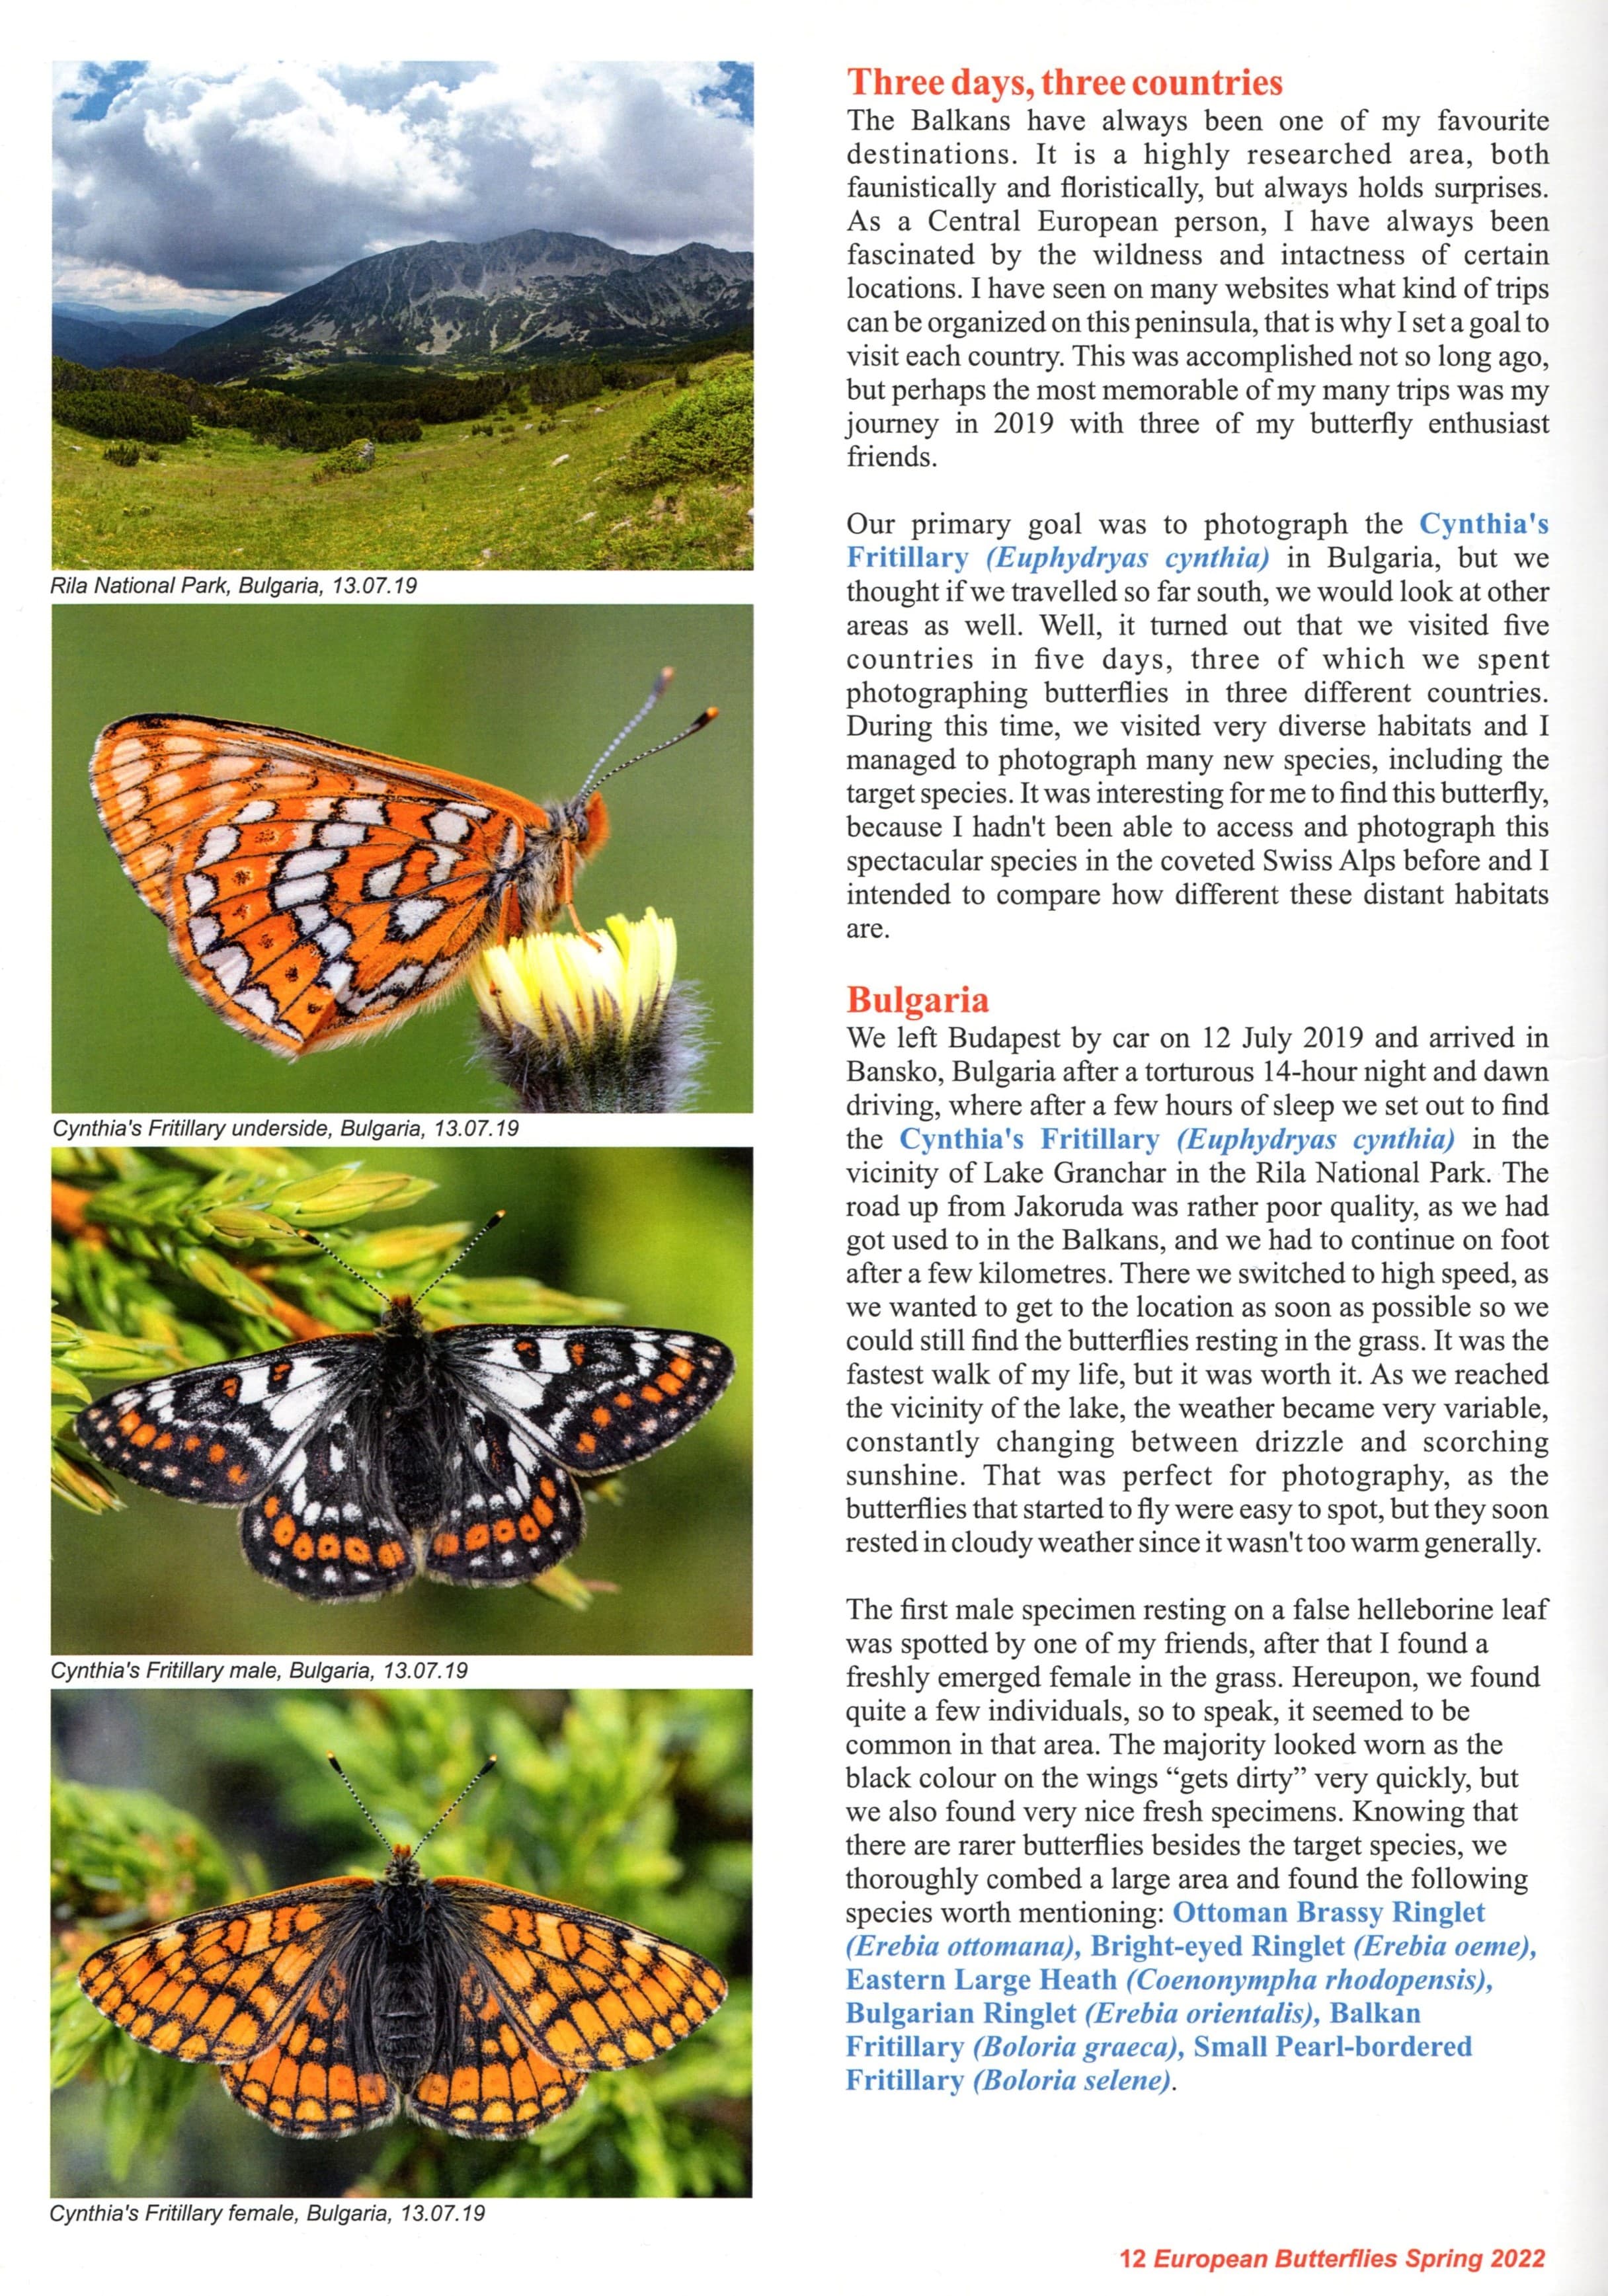 Rila National Park, Bulgaria, 13.07.19
Cynthia's Fritillary underside, Bulgaria, 13.07.19
Cynthia's Fritillary male, Bulgaria, 13.07.19
Cynthia's Fritillary female, Bulgaria, 13.07.19
Three days, three countries
The Balkans have always been one of my favourite
destinations. It is a highly researched area, both
faunistically and floristically, but always holds surprises.
As a Central European person, I have always been
fascinated by the wildness and intactness of certain
locations. I have seen on many websites what kind of trips
can be organized on this peninsula, that is why I set a goal to
visit each country. This was accomplished not so long ago,
but perhaps the most memorable of my many trips was my
journey in 2019 with three of my butterfly enthusiast
friends.
Our primary goal was to photograph the Cynthia's
Fritillary (Euphydryas cynthia) in Bulgaria, but we
thought if we travelled so far south, we would look at other
areas as well. Well, it turned out that we visited five
countries in five days, three of which we spent
photographing butterflies in three different countries.
During this time, we visited very diverse habitats and I
managed to photograph many new species, including the
target species. It was interesting for me to find this butterfly,
because I hadn't been able to access and photograph this
spectacular species in the coveted Swiss Alps before and I
intended to compare how different these distant habitats
are.
Bulgaria
We left Budapest by car on 12 July 2019 and arrived in
Bansko, Bulgaria after a torturous 14-hour night and dawn
driving, where after a few hours of sleep we set out to find
the Cynthia's Fritillary (Euphydryas cynthia) in the
vicinity of Lake Granchar in the Rila National Park. The
road up from Jakoruda was rather poor quality, as we had
got used to in the Balkans, and we had to continue on foot
after a few kilometres. There we switched to high speed, as
we wanted to get to the location as soon as possible so we
could still find the butterflies resting in the grass. It was the
fastest walk of my life, but it was worth it. As we reached
the vicinity of the lake, the weather became very variable,
constantly changing between drizzle and scorching
sunshine. That was perfect for photography, as the
butterflies that started to fly were easy to spot, but they soon
rested in cloudy weather since it wasn't too warm generally.
The first male specimen resting on a false helleborine leaf
was spotted by one of my friends, after that I found a
freshly emerged female in the grass. Hereupon, we found
quite a few individuals, so to speak, it seemed to be
common in that area. The majority looked worn as the
black colour on the wings “gets dirty” very quickly, but
we also found very nice fresh specimens. Knowing that
there are rarer butterflies besides the target species, we
thoroughly combed a large area and found the following
species worth mentioning: Ottoman Brassy Ringlet
(Erebia ottomana), Bright-eyed Ringlet (Erebia oeme),
Eastern Large Heath (Coenonympha rhodopensis),
Bulgarian Ringlet (Erebia orientalis), Balkan
Fritillary (Boloria graeca), Small Pearl-bordered
Fritillary (Boloria selene).
12 European Butterflies Spring 2022